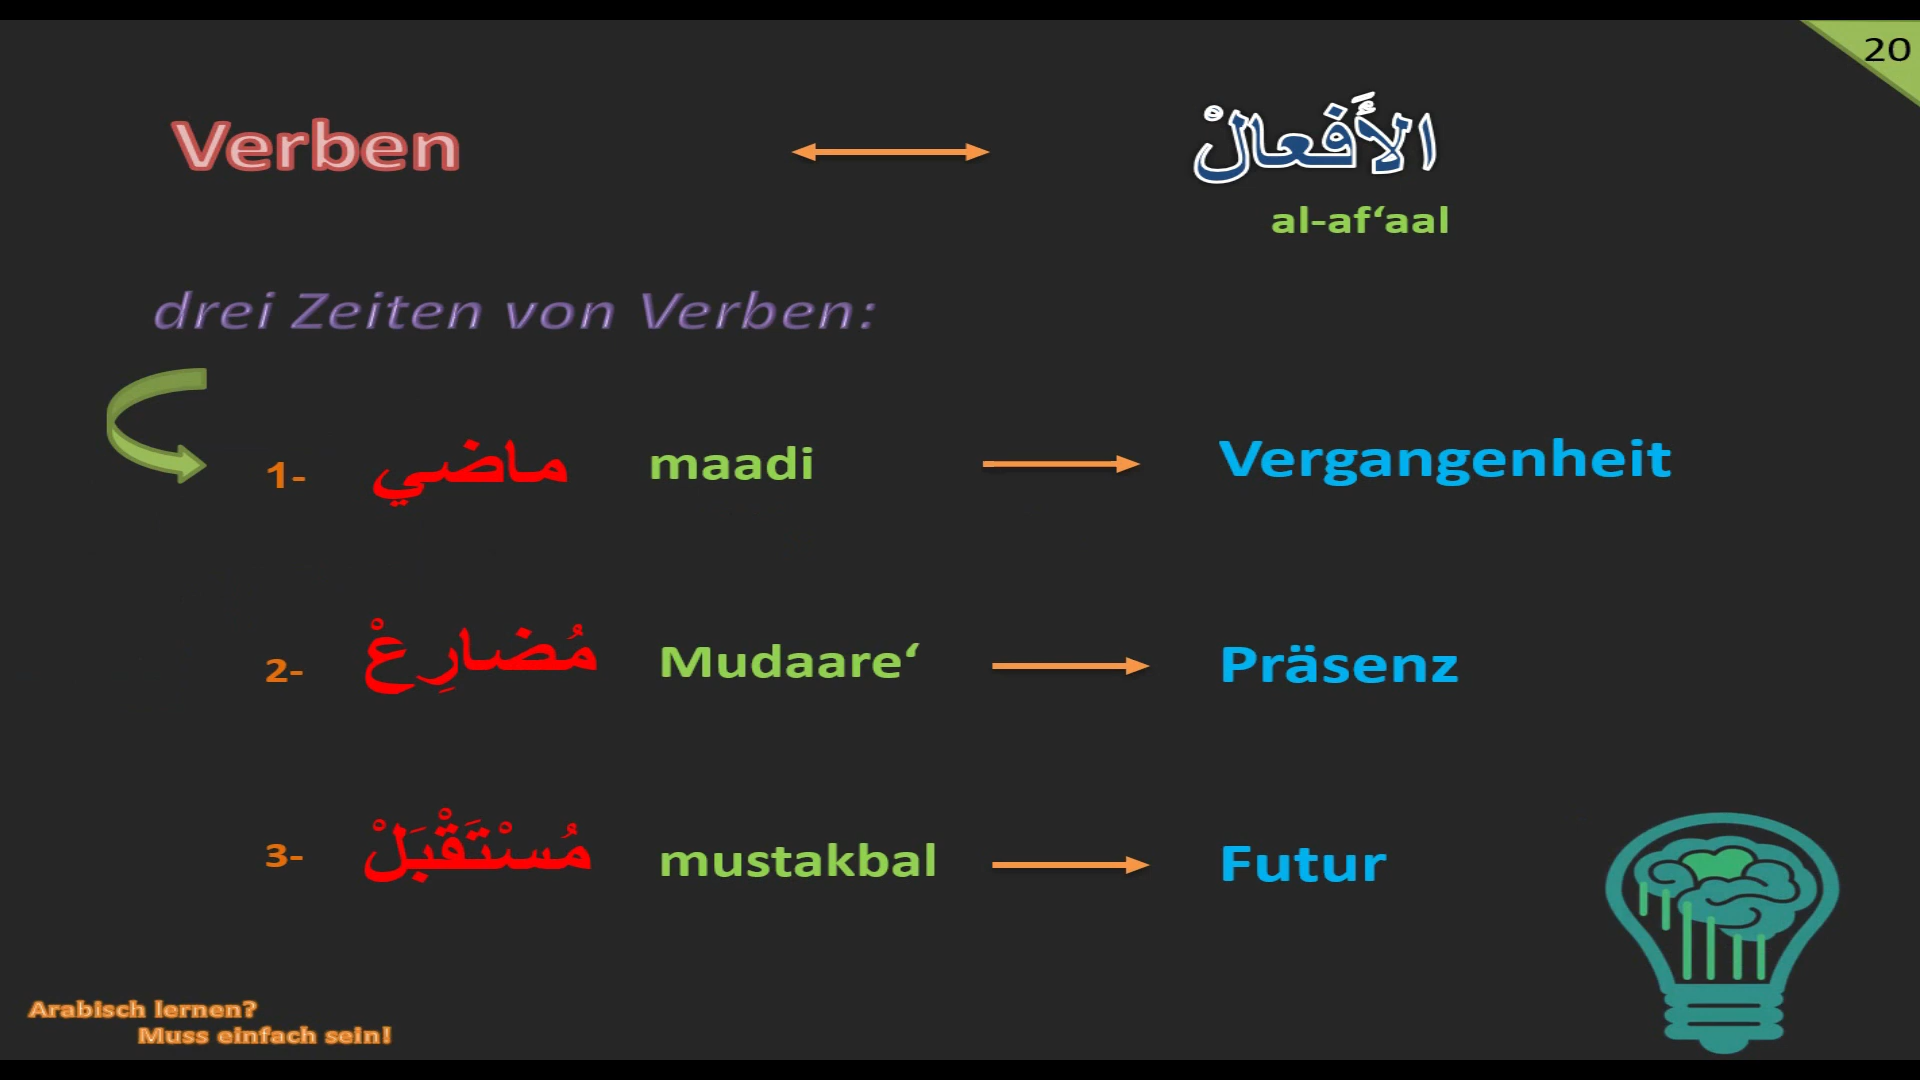 20
Verben الأَفعالْ
al-af‘aal
drei Zeiten von Verben:
1- ماضي maadi Vergangenheit
2- مُضارِعْ Mudaare‘ Präsenz
3- مُسْتَقْبَلْ mustakbal Futur
Arabisch lernen?
Muss einfach sein!